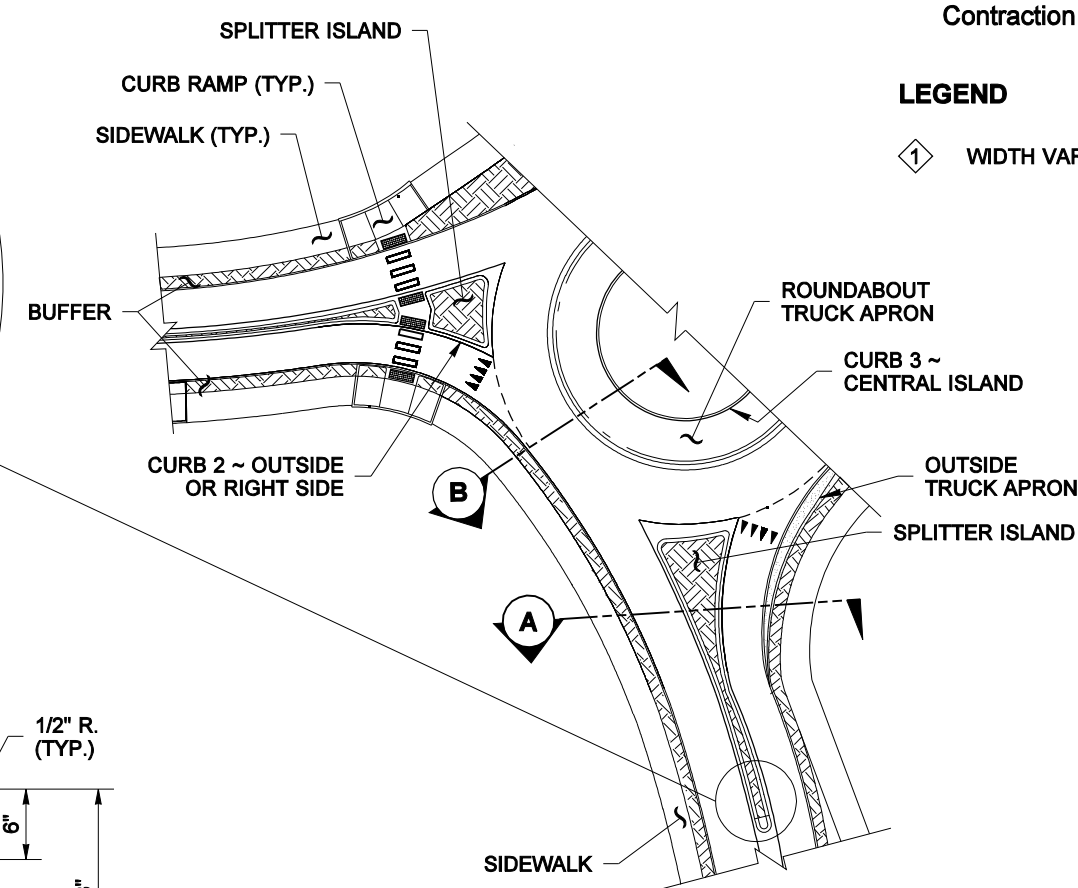 Contraction
LEGEND
1 WIDTH VAR
SPLITTER ISLAND
CURB RAMP (TYP.)
SIDEWALK (TYP.)
BUFFER
ROUNDABOUT
TRUCK APRON
CURB 3 ~
CENTRAL ISLAND
CURB 2 ~ OUTSIDE
OR RIGHT SIDE
B
OUTSIDE
TRUCK APRON
SPLITTER ISLAND
A
1/2" R.
(TYP.)
6"
SIDEWALK